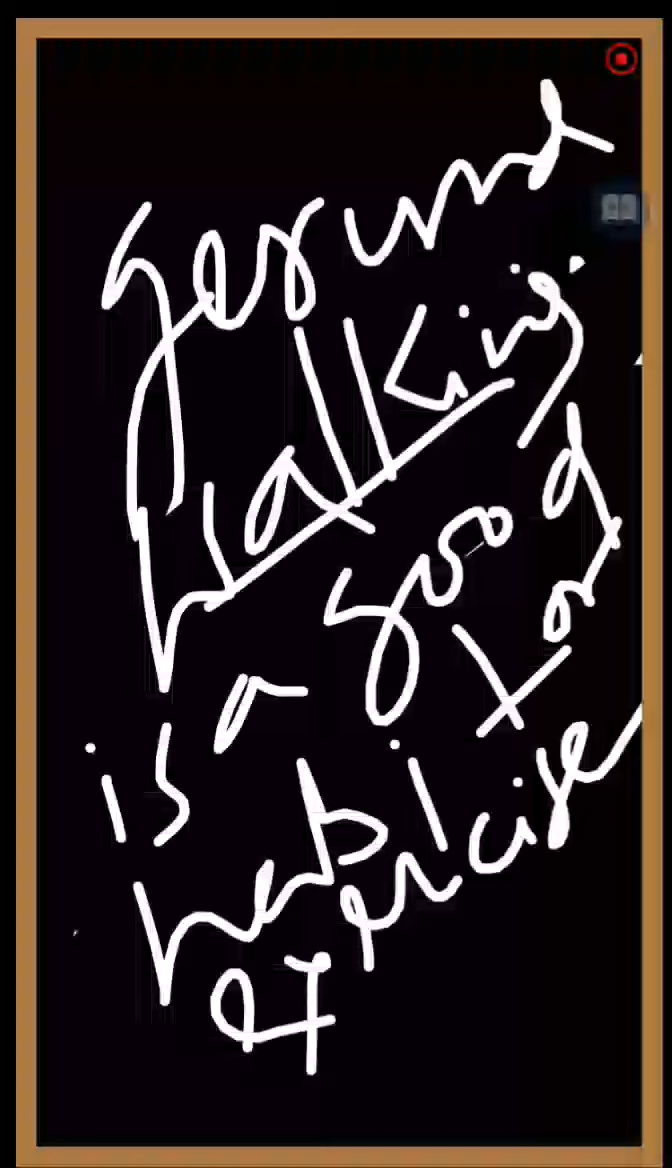 gerund
Walking
is a good
habit for
of exercise